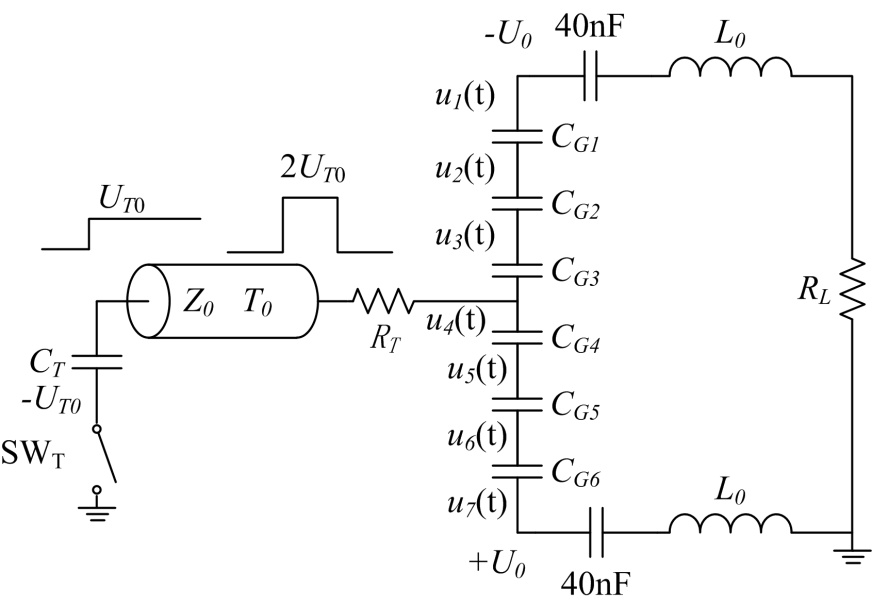 -U0 40nF L0
u1(t)
CG1
u2(t)
2UT0
CG2
UT0
u3(t)
CG3
Z0 T0
RL
u4(t)
RT
CG4
CT
u5(t)
-UT0
CG5
u6(t)
SWT
CG6
u7(t)
L0
+U0
40nF